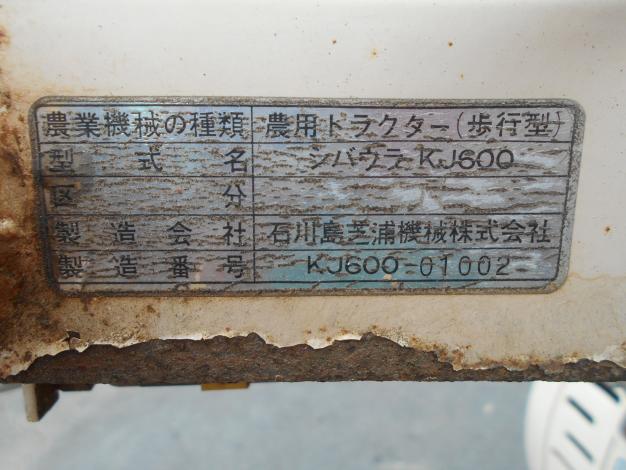 農業機械の種類 農用トラクター(歩行型)
型式名 シバウラ KJ600
区分
製造会社 石川島芝浦機械株式会社
製造番号 KJ600-01002